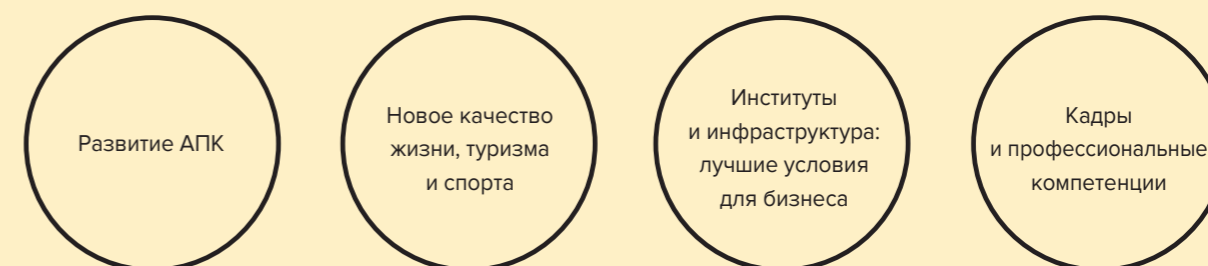 Развитие АПК
Новое качество
жизни, туризма
и спорта
Институты
и инфраструктура:
лучшие условия
для бизнеса
Кадры
и профессиональные
компетенции